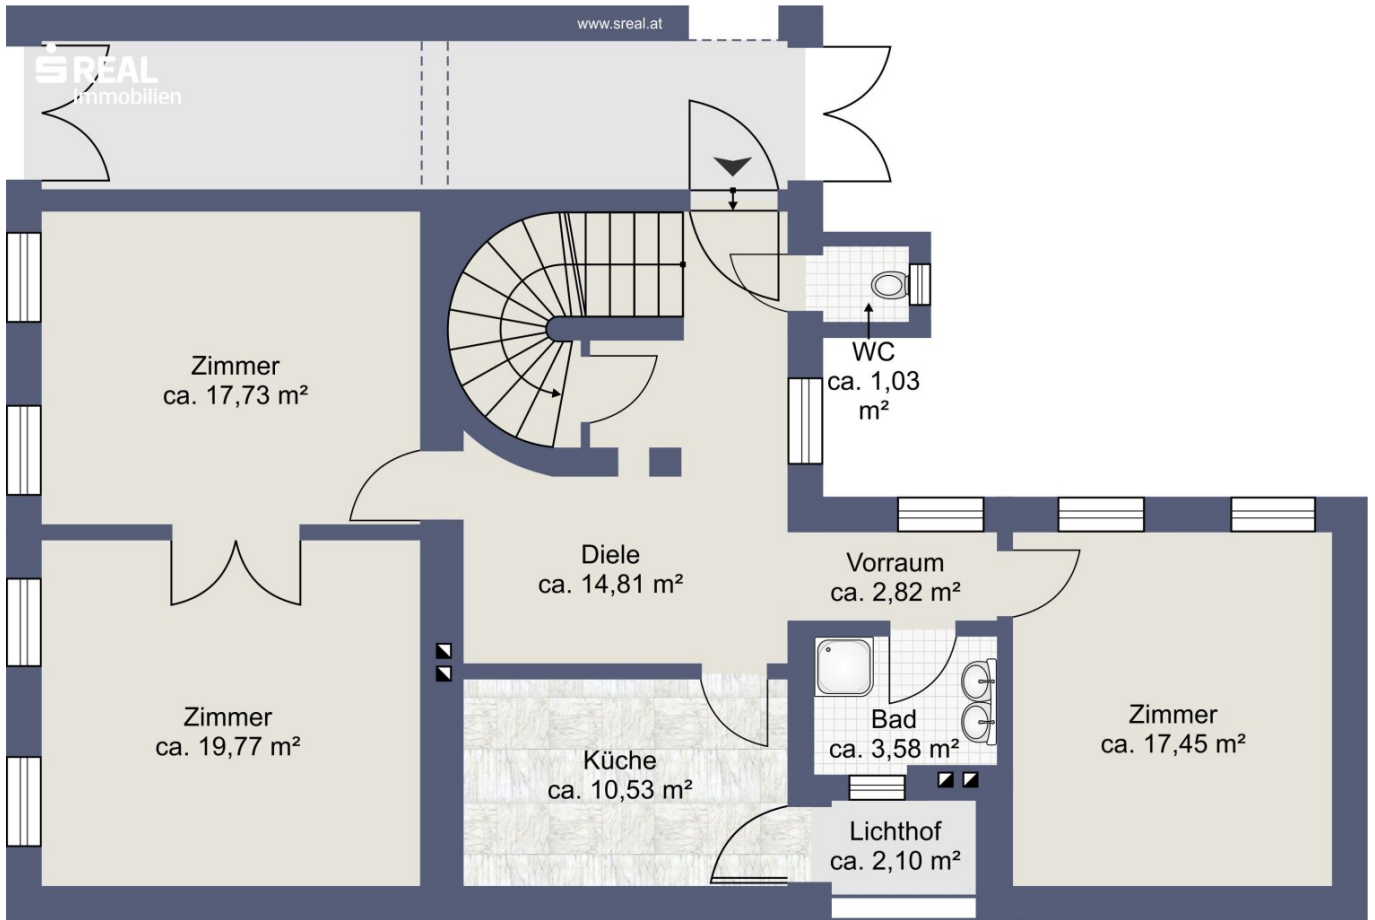 www.sreal.at
S REAL
Immobilien
Zimmer
ca. 17,73 m²
WC
ca. 1,03
m²
Diele
ca. 14,81 m²
Vorraum
ca. 2,82 m²
Zimmer
ca. 19,77 m²
Küche
ca. 10,53 m²
Bad
ca. 3,58 m²
Zimmer
ca. 17,45 m²
Lichthof
ca. 2,10 m²